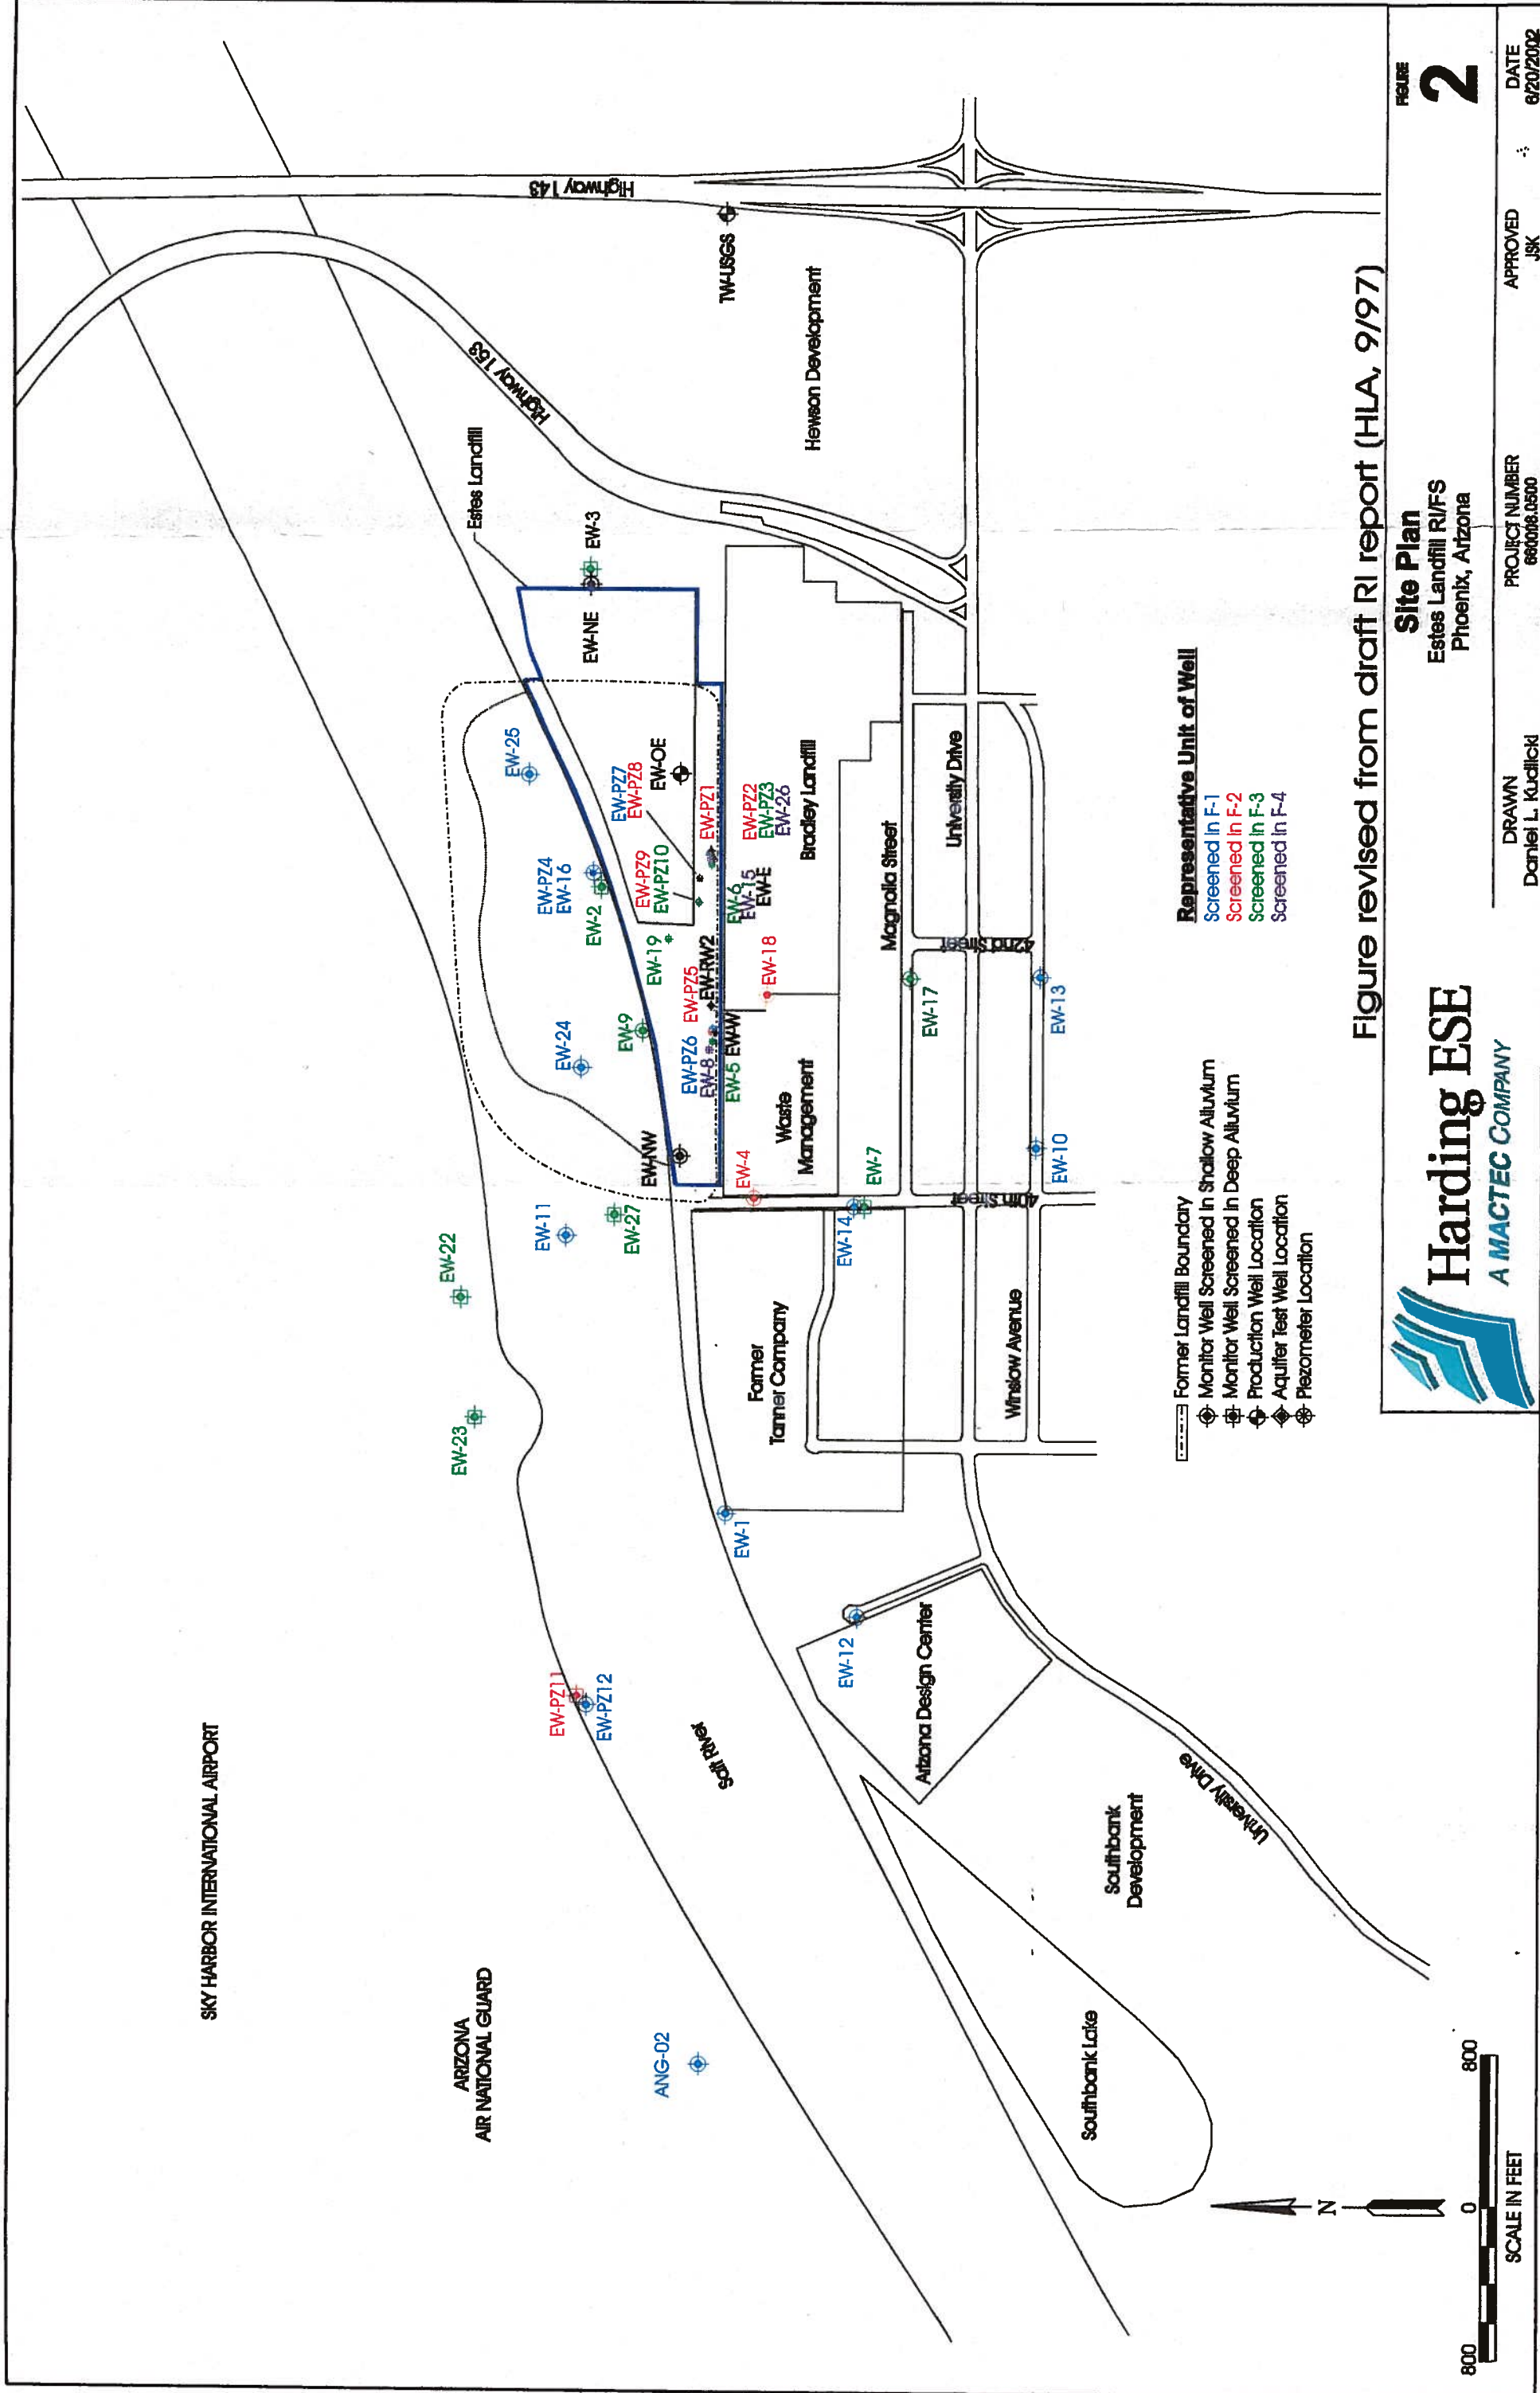 SKY HARBOR INTERNATIONAL AIRPORT
ARIZONA
AIR NATIONAL GUARD
ANG-02
EW-PZ11
EW-PZ12
EW-23
EW-22
EW-11
EW-27
EW-24
EW-25
EW-NW
EW-9
EW-2
EW-PZ4
EW-16
EW-19
EW-PZ9
EW-PZ10
EW-PZ7
EW-PZ8
EW-OE
EW-NE
EW-3
Estes Landfill
Highway 153
Highway 143
TW-USGS
Hewson Development
EW-PZ6
EW-8
EW-5
EW-W
EW-PZ5
EW-RW2
EW-6
EW-15
EW-E
EW-PZ1
EW-PZ2
EW-PZ3
EW-26
EW-18
EW-4
Waste
Management
Bradley Landfill
EW-14
EW-7
EW-17
Magnolia Street
University Drive
42nd Street
40th Street
EW-10
EW-13
Salt River
EW-1
Former
Tanner Company
Winslow Avenue
EW-12
Arizona Design Center
University Drive
Southbank
Development
Southbank Lake
N
800
0
800
SCALE IN FEET
Former Landfill Boundary
Monitor Well Screened In Shallow Alluvium
Monitor Well Screened in Deep Alluvium
Production Well Location
Aquifer Test Well Location
Piezometer Location
Representative Unit of Well
Screened in F-1
Screened in F-2
Screened in F-3
Screened in F-4
Figure revised from draft RI report (HLA, 9/97)
Harding ESE
A MACTEC COMPANY
Site Plan
Estes Landfill RI/FS
Phoenix, Arizona
FIGURE
2
DRAWN
Daniel L. Kudlicki
PROJECT NUMBER
APPROVED
JSK
DATE
6/20/2002